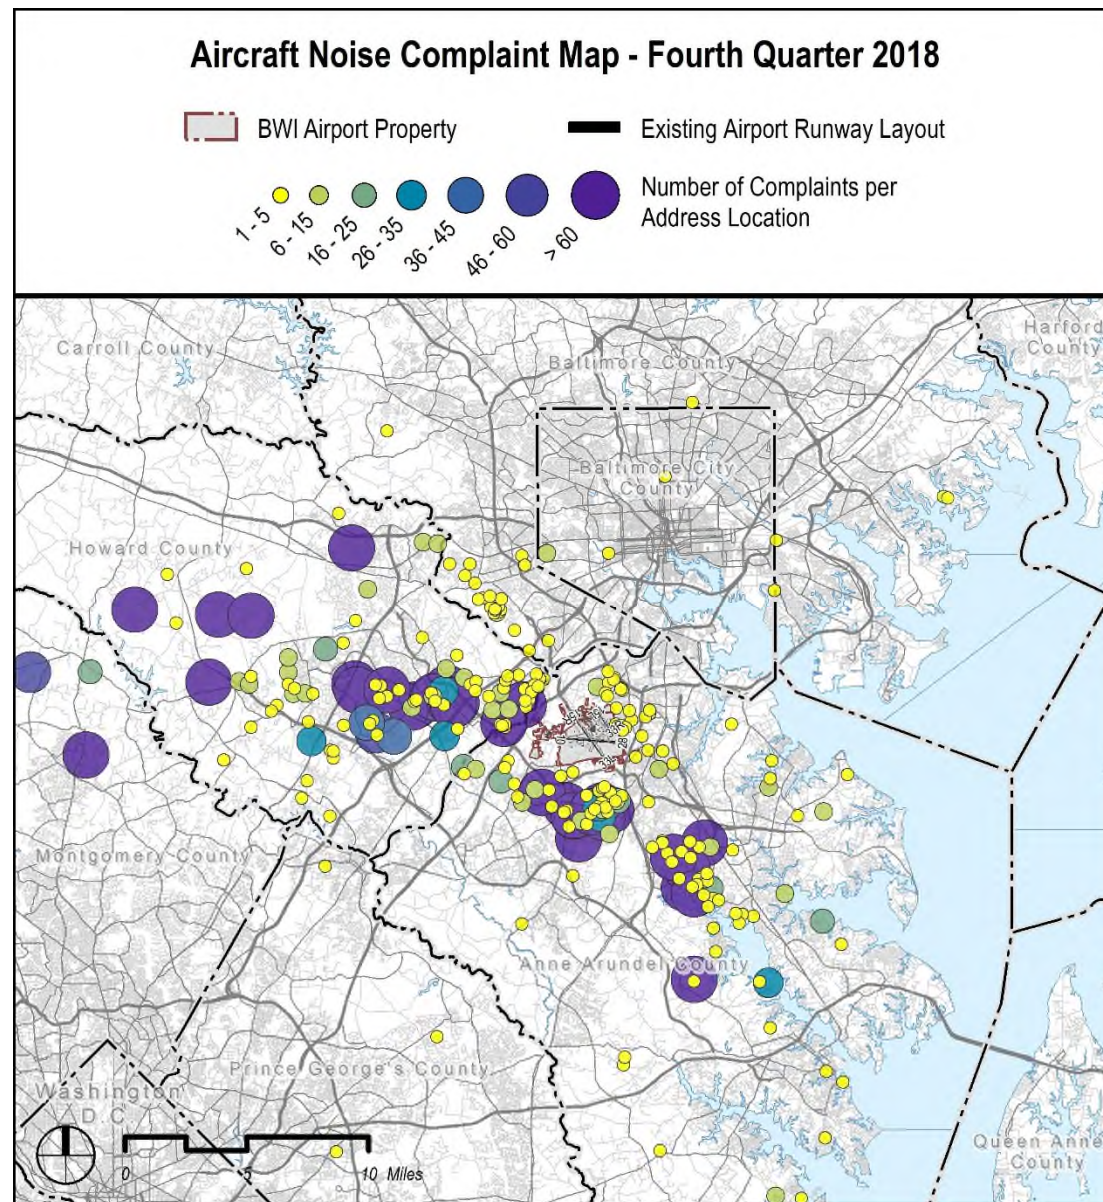 Aircraft Noise Complaint Map - Fourth Quarter 2018
BWI Airport Property
Existing Airport Runway Layout
1 - 5
6 - 15
16 - 25
26 - 35
36 - 45
46 - 60
> 60
Number of Complaints per
Address Location
Carroll County
Baltimore County
Harford
County
Baltimore City
County
Howard County
28
Montgomery County
Anne Arundel County
Prince George's County
Washington
D.C
Queen Anne
County
0
5
10 Miles